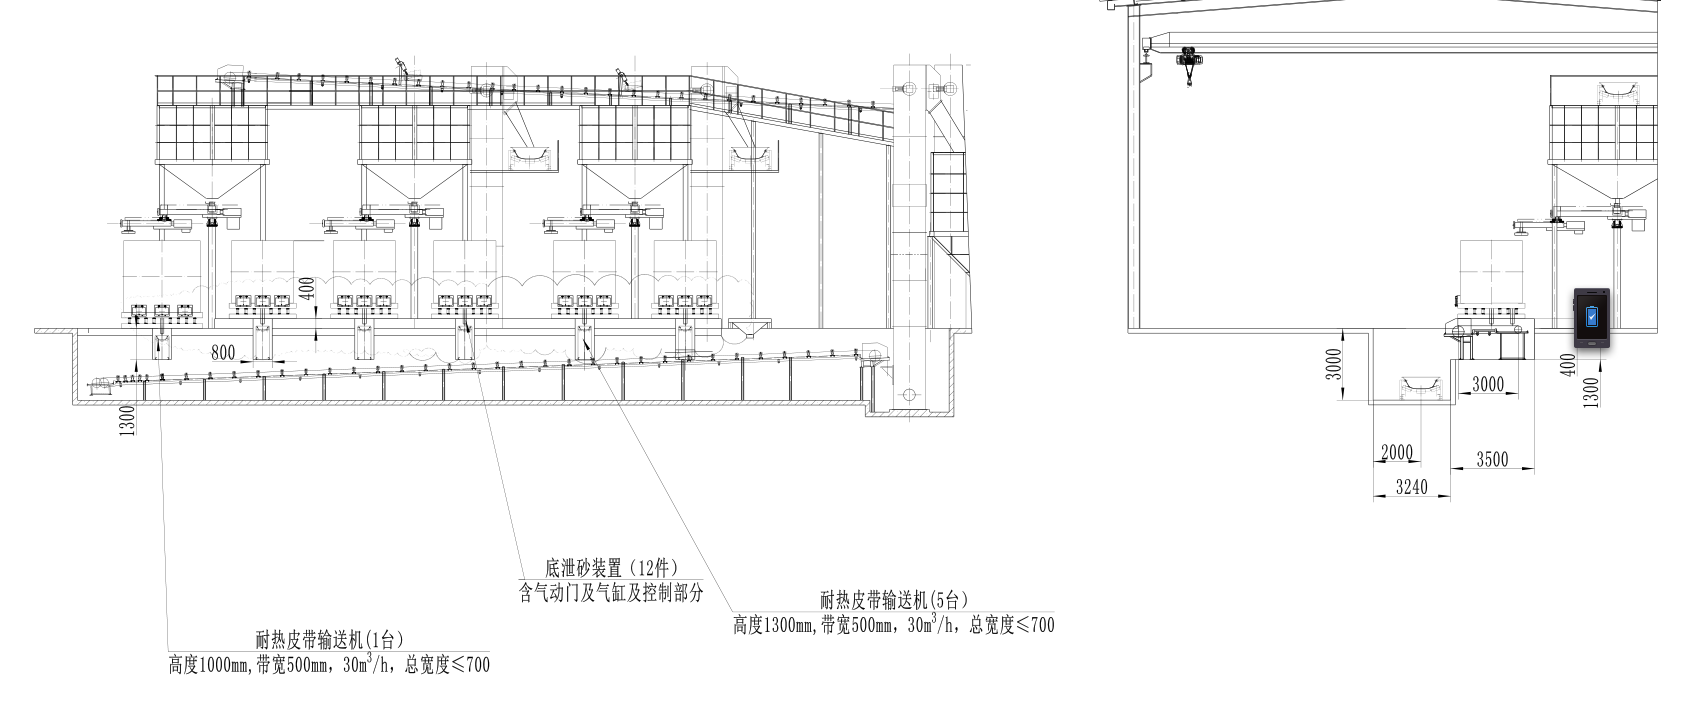 400
800
1300
底泄砂装置（12件）
含气动门及气缸及控制部分
耐热皮带输送机(5台)
高度1300mm,带宽500mm，30m³/h，总宽度≤700
耐热皮带输送机(1台)
高度1000mm,带宽500mm，30m³/h，总宽度≤700
3000
3000
400
1300
2000
3500
3240